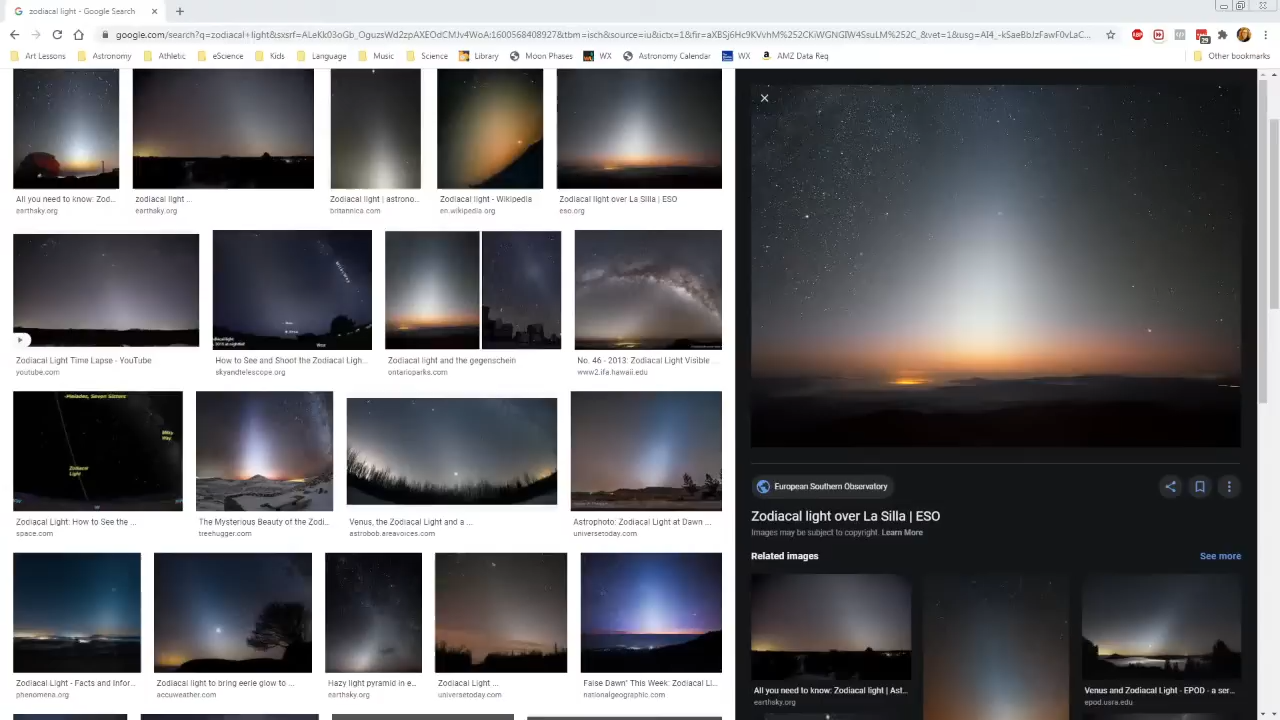 zodiacal light - Google Search
google.com/search?q=zodiacal+light&sxsrf=
Art Lessons
Astronomy
Athletic
eScience
Kids
Language
Music
Science
Library
Moon Phases
WX
Astronomy Calendar
WX
AMZ Data Req
Other bookmarks
All you need to know: Zod...
earthsky.org
zodiacal light ...
earthsky.org
Zodiacal light | astrono...
britannica.com
Zodiacal light - Wikipedia
en.wikipedia.org
Zodiacal light over La Silla | ESO
eso.org
Zodiacal Light Time Lapse - YouTube
youtube.com
How to See and Shoot the Zodiacal Ligh...
skyandtelescope.org
Zodiacal light and the gegenschein
ontarioparks.com
No. 46 - 2013: Zodiacal Light Visible ...
www2.ifa.hawaii.edu
Pleiades, Seven Sisters
Milky
Way
Zodiacal
Light
Zodiacal Light: How to See the ...
space.com
The Mysterious Beauty of the Zodi...
treehugger.com
Venus, the Zodiacal Light and a ...
astrobob.areavoices.com
Astrophoto: Zodiacal Light at Dawn ...
universetoday.com
Zodiacal Light - Facts and Infor...
phenomena.org
Zodiacal light to bring eerie glow to ...
accuweather.com
Hazy light pyramid in e...
earthsky.org
Zodiacal Light ...
universetoday.com
'False Dawn' This Week: Zodiacal Li...
nationalgeographic.com
European Southern Observatory
Zodiacal light over La Silla | ESO
Images may be subject to copyright. Learn More
Related images
See more
All you need to know: Zodiacal light | Ast...
earthsky.org
Venus and Zodiacal Light - EPOD - a ser...
epod.usra.edu